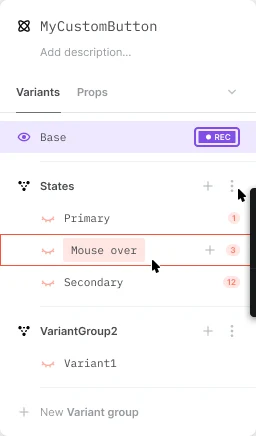 MyCustomButton
Add description...
Variants Props
Base REC
States
Primary 1
Mouse over 3
Secondary 12
VariantGroup2
Variant1
New Variant group